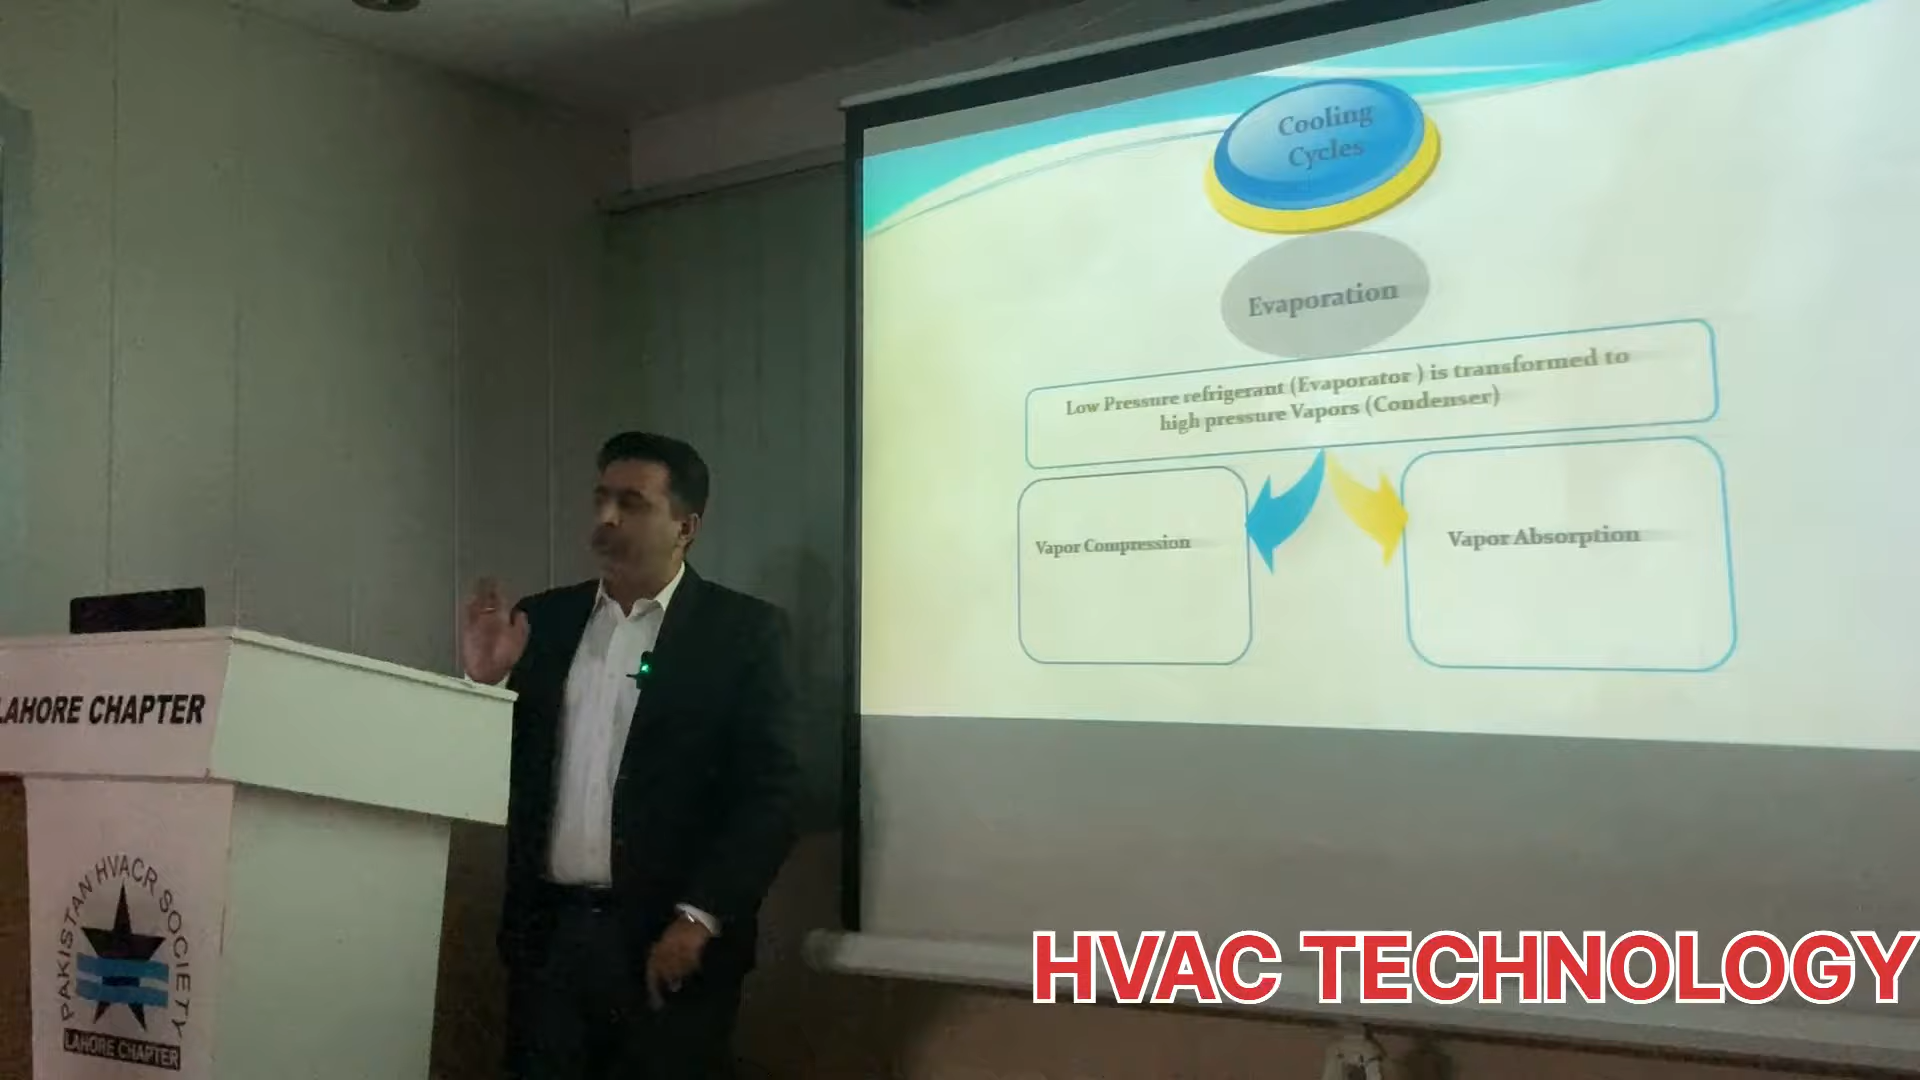 Cooling
Cycles
Evaporation
Low Pressure refrigerant (Evaporator ) is transformed to
high pressure Vapors (Condenser)
Vapor Compression
Vapor Absorption
LAHORE CHAPTER
PAKISTAN HVACR SOCIETY
LAHORE CHAPTER
HVAC TECHNOLOGY